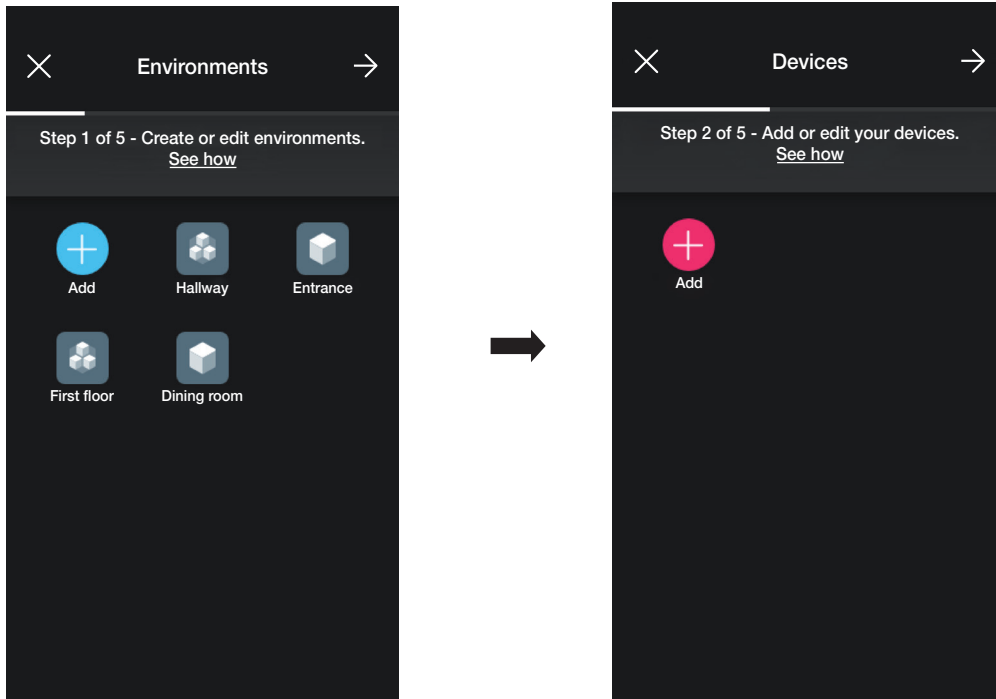 Environments
Step 1 of 5 - Create or edit environments.
See how
Add
Hallway
Entrance
First floor
Dining room
Devices
Step 2 of 5 - Add or edit your devices.
See how
Add